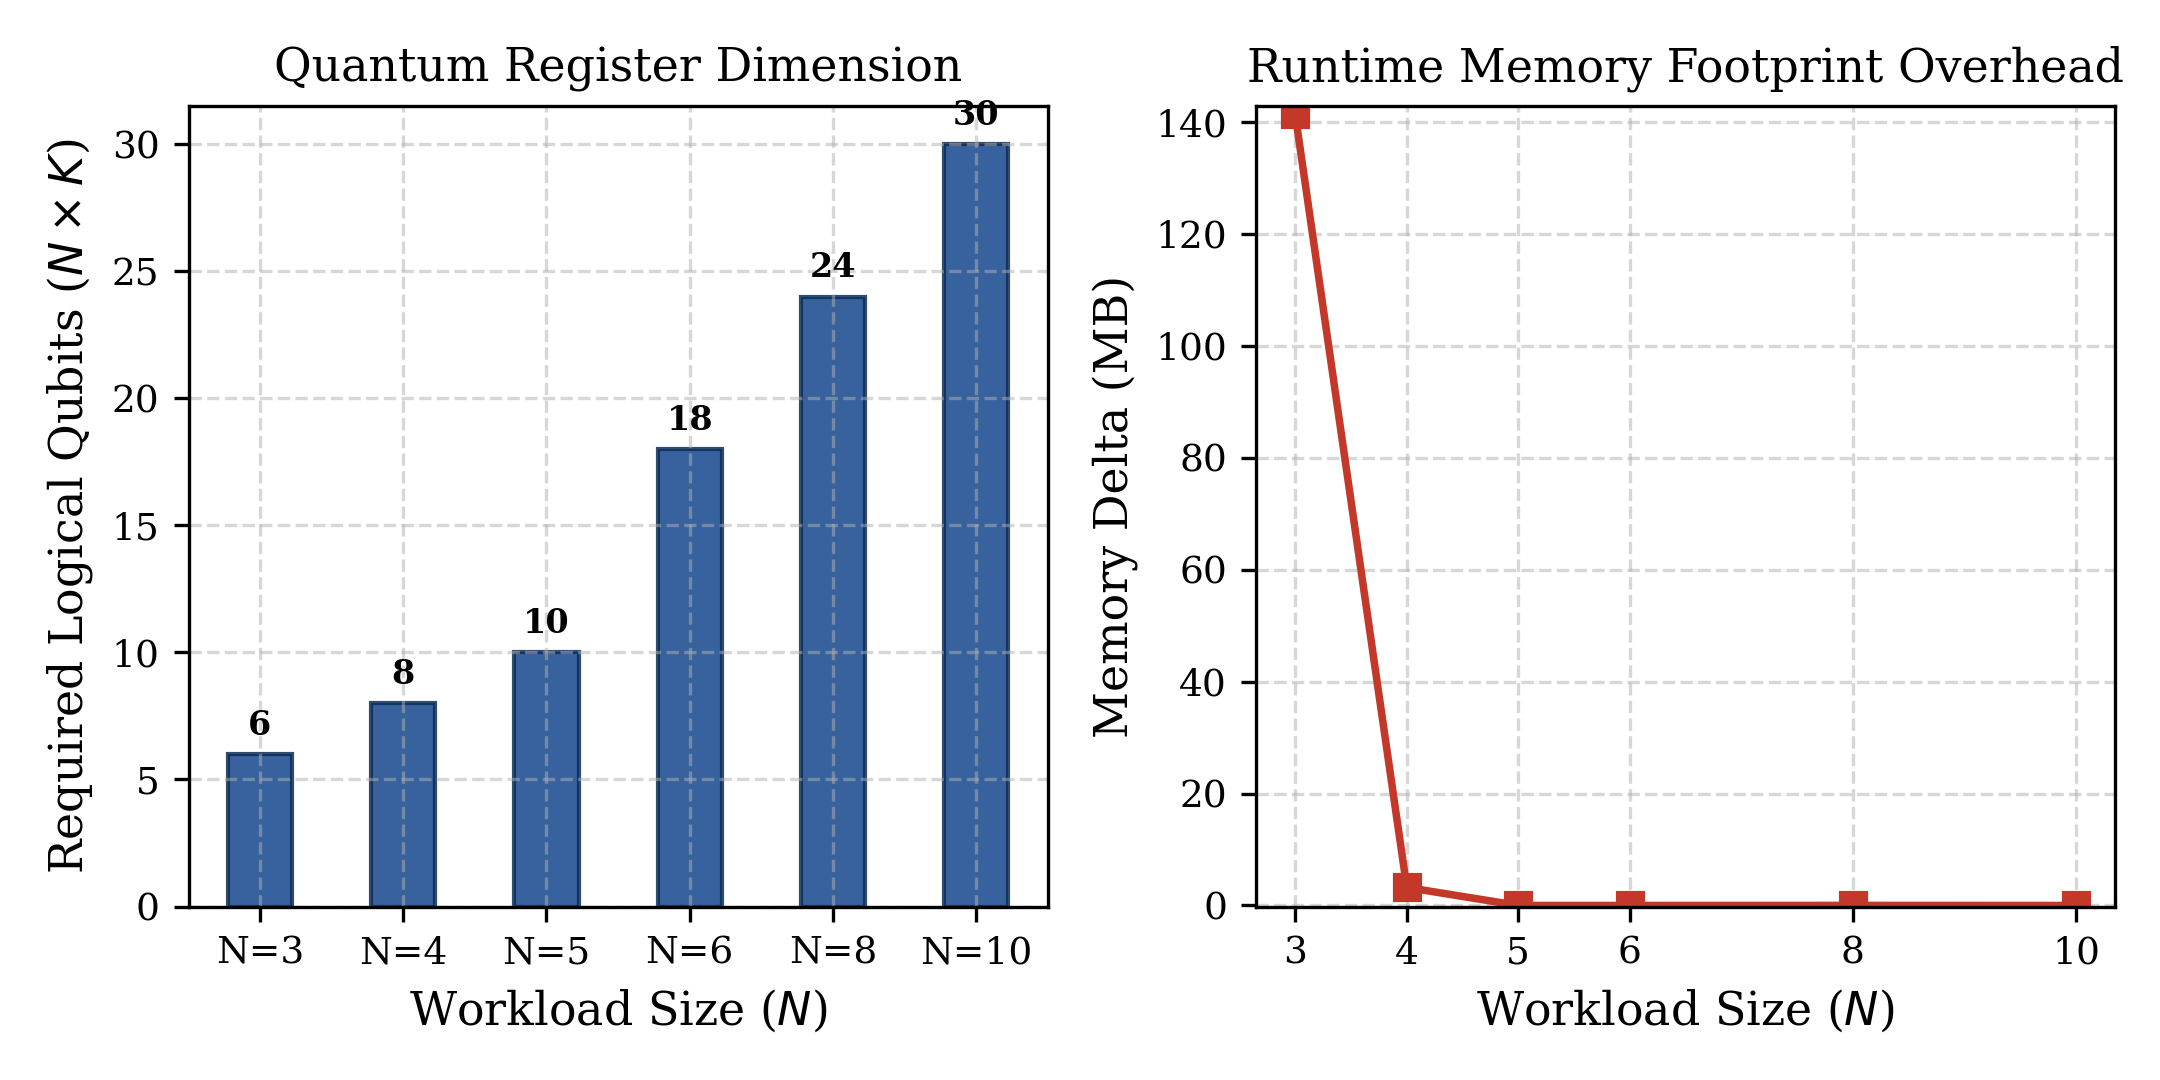 Quantum Register Dimension
Required Logical Qubits (N × K)
30
25
20
15
10
5
0
6
8
10
18
24
30
N=3 N=4 N=5 N=6 N=8 N=10
Workload Size (N)
Runtime Memory Footprint Overhead
Memory Delta (MB)
140
120
100
80
60
40
20
0
3 4 5 6 8 10
Workload Size (N)